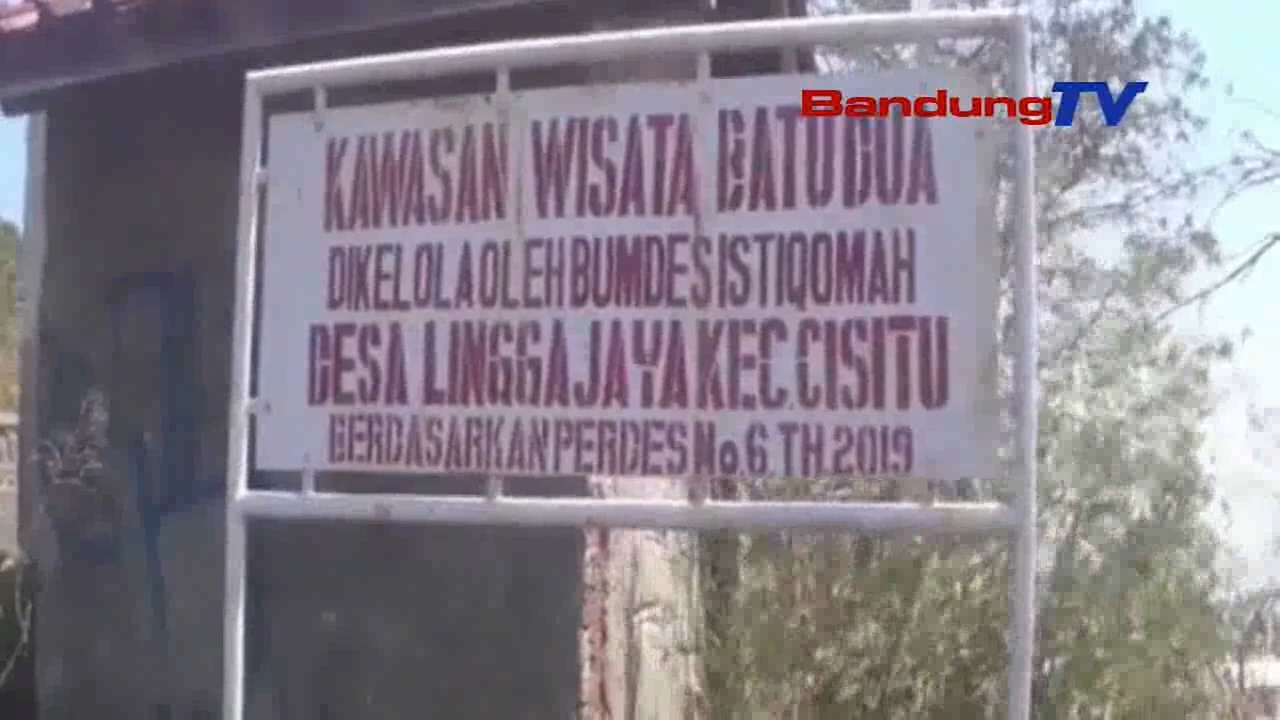 BandungTV
KAWASAN WISATA BATU DUA
DIKELOLA OLEH BUMDES ISTIQOMAH
DESA LINGGAJAYA KEC. CISITU
BERDASARKAN PERDES No. 6. TH. 2019